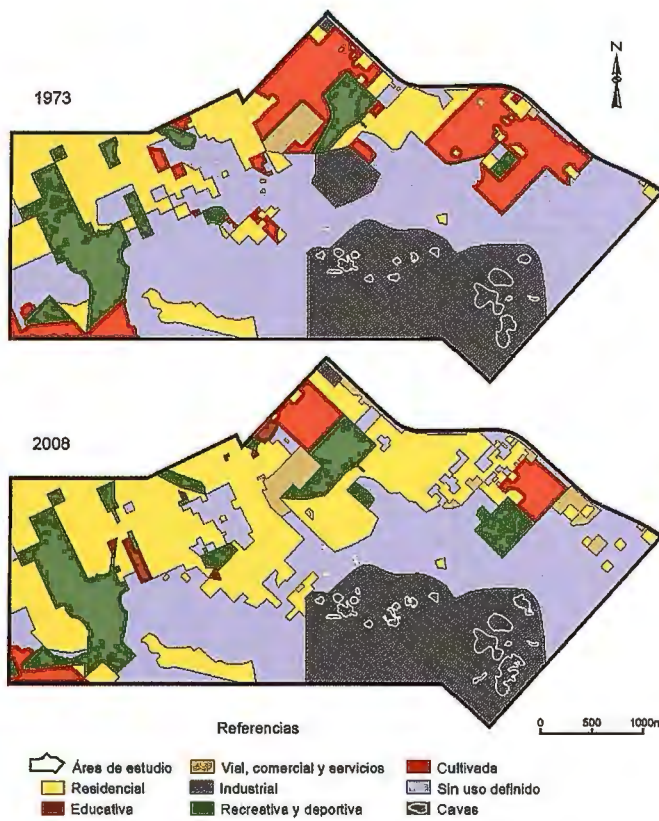 1973
N
2008
0 500 1000m
Referencias
Área de estudio Vial, comercial y servicios Cultivada
Residencial Industrial Sin uso definido
Educativa Recreativa y deportiva Cavas